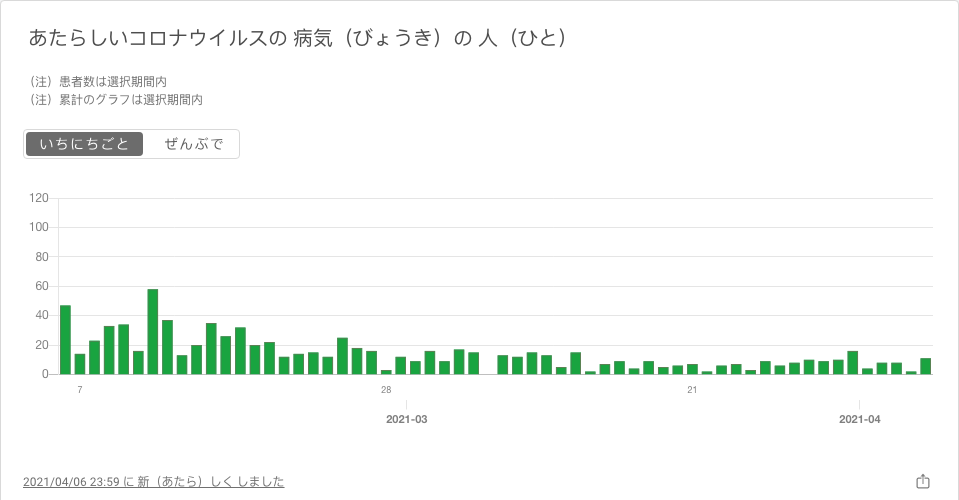 あたらしいコロナウイルスの 病気（びょうき）の 人（ひと）
（注）患者数は選択期間内
（注）累計のグラフは選択期間内
いちにちごと ぜんぶで
120
100
80
60
40
20
0
7 28 21
2021-03 2021-04
2021/04/06 23:59 に 新（あたら）しく しました